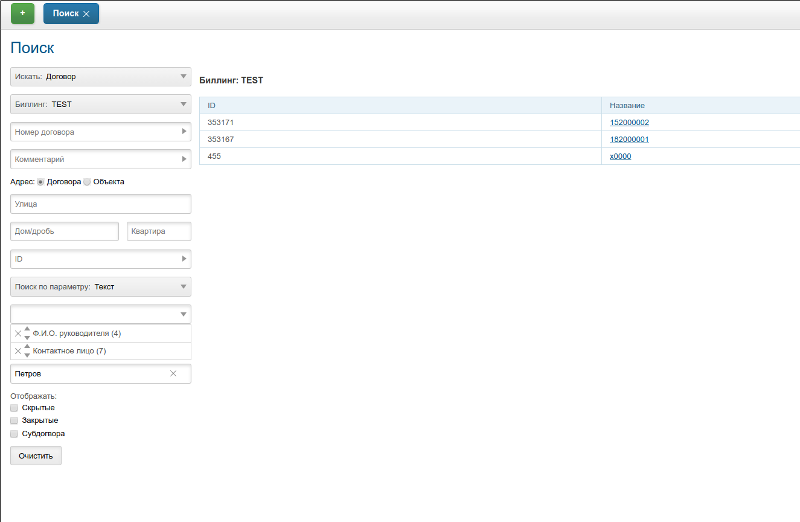 +
Поиск
Поиск
Искать: Договор
Биллинг: TEST
Номер договора
Комментарий
Адрес: Договора Объекта
Улица
Дом/дробь Квартира
ID
Поиск по параметру: Текст
Ф.И.О. руководителя (4)
Контактное лицо (7)
Петров
Отображать:
Скрытые
Закрытые
Субдогвора
Очистить
Биллинг: TEST
ID Название
353171 152000002
353167 182000001
455 x0000